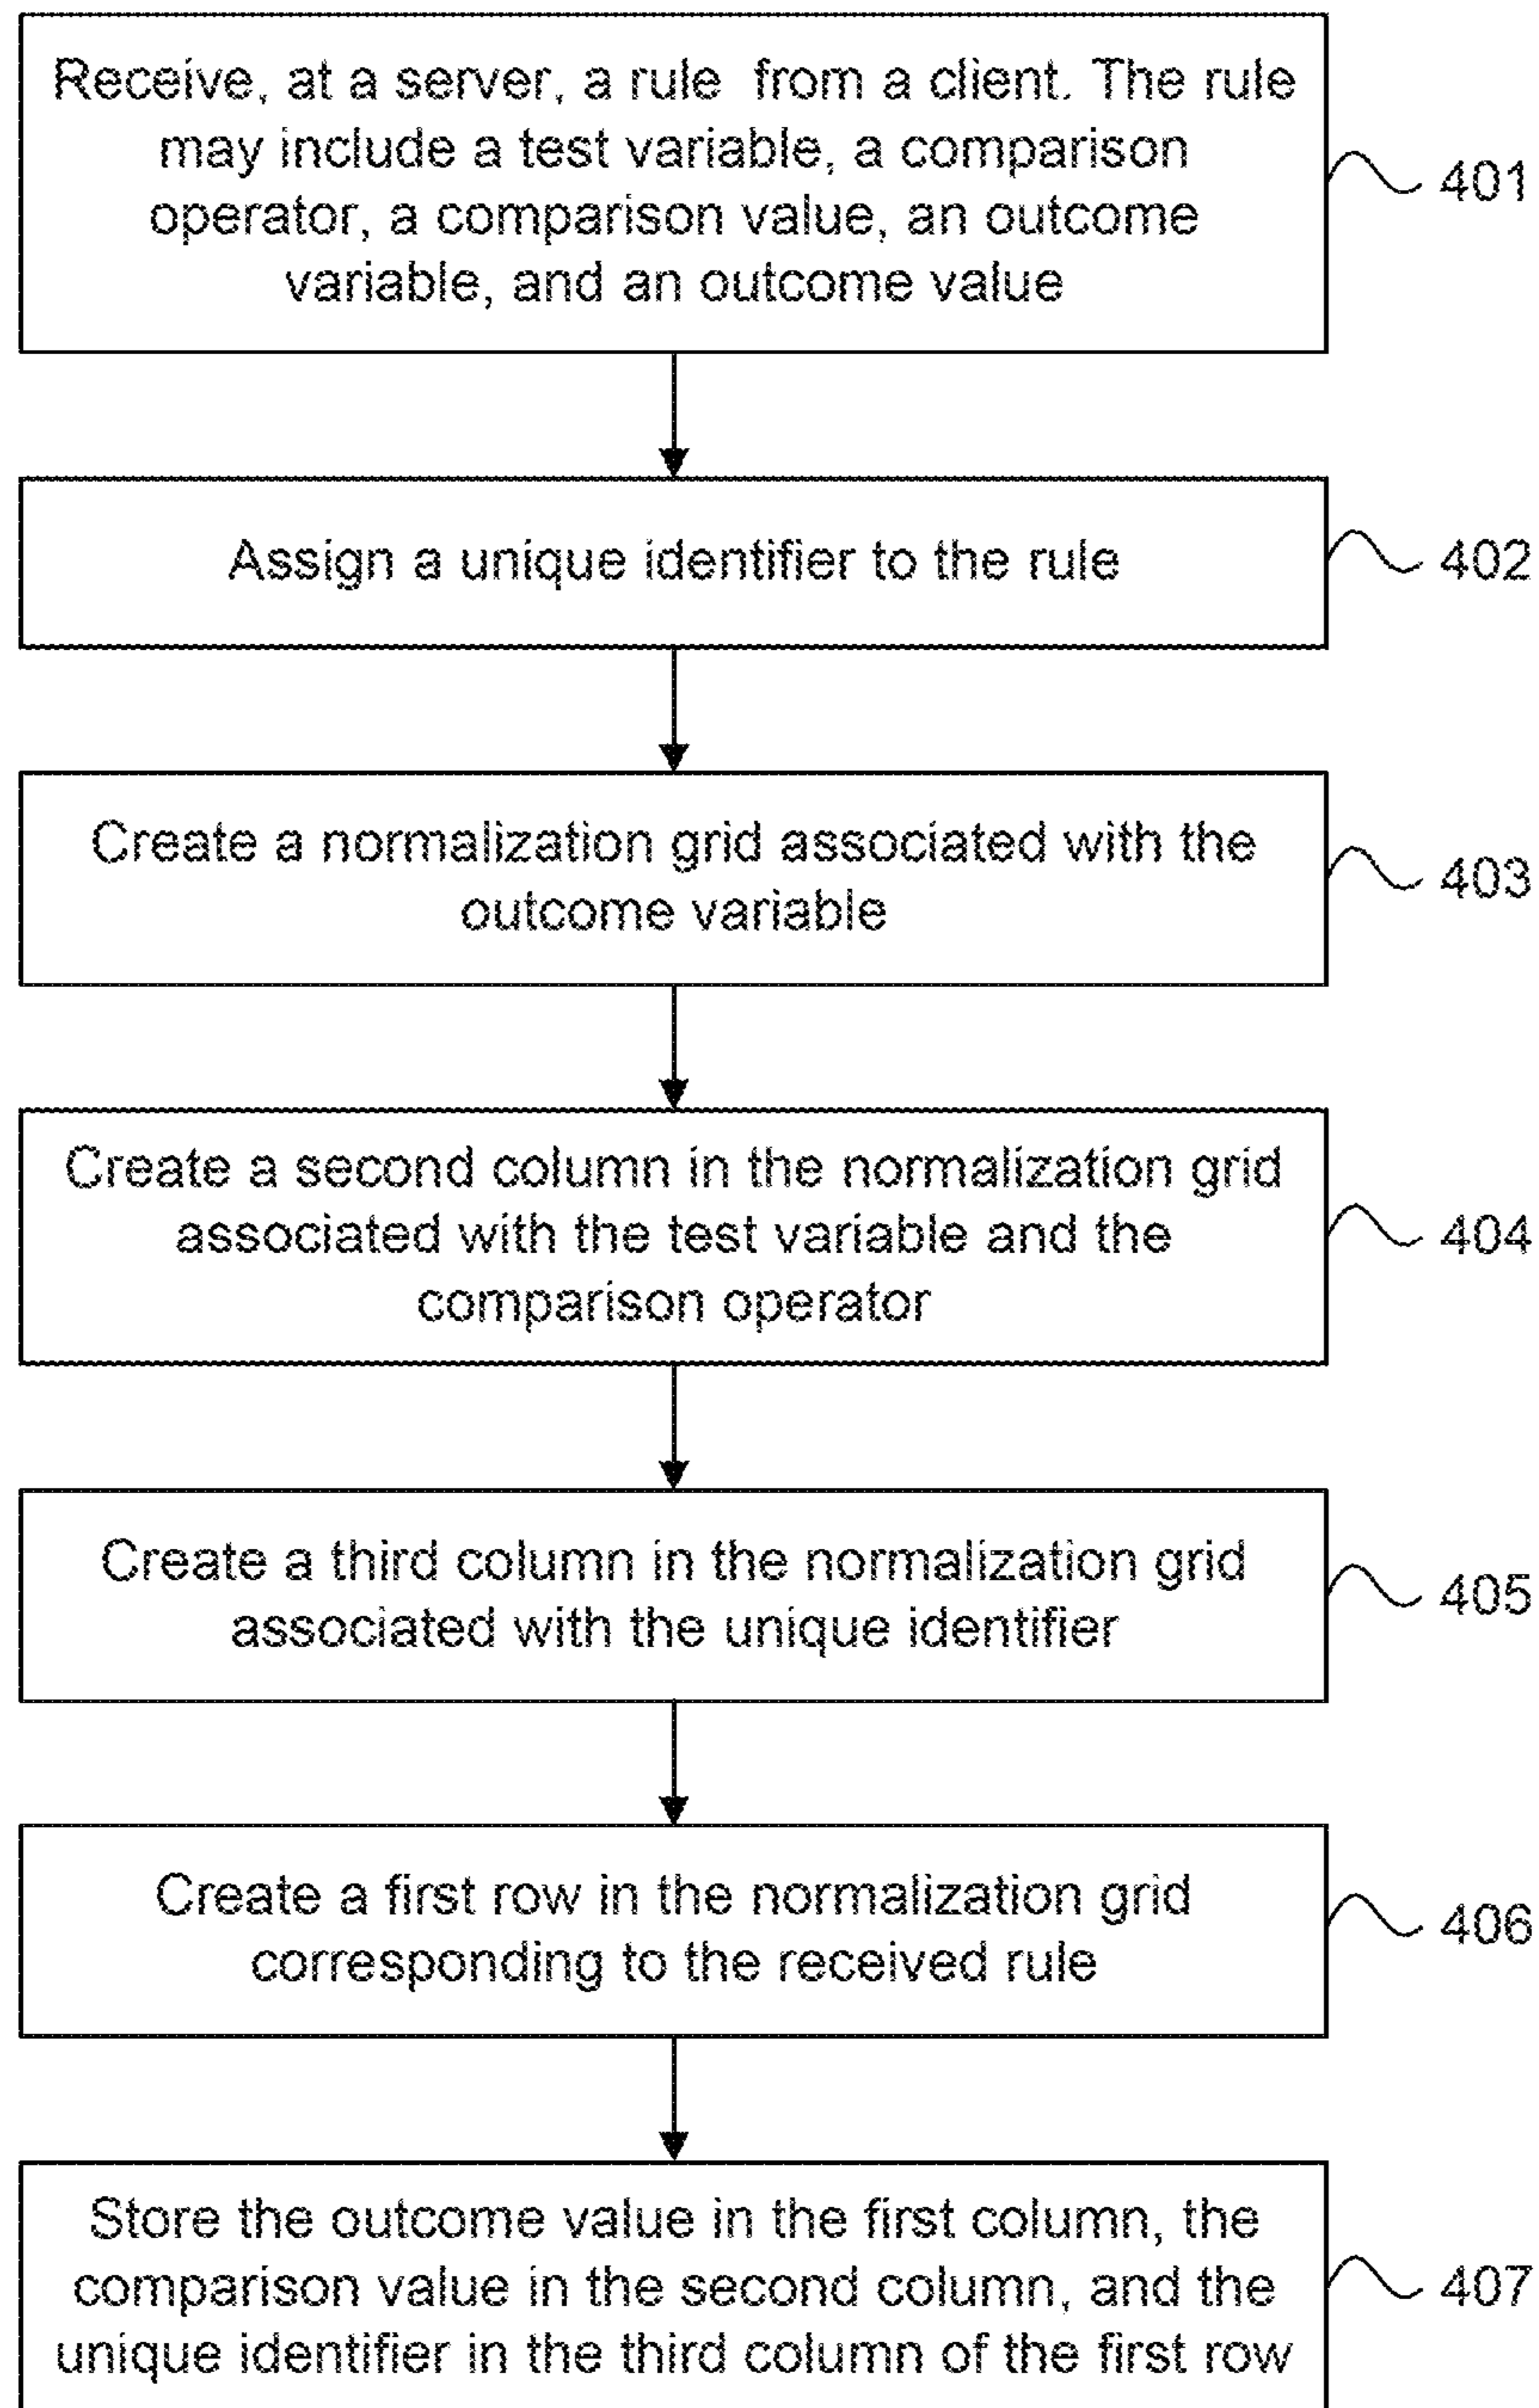 Receive, at a server, a rule from a client. The rule
may include a test variable, a comparison
operator, a comparison value, an outcome
variable, and an outcome value
401
Assign a unique identifier to the rule
402
Create a normalization grid associated with the
outcome variable
403
Create a second column in the normalization grid
associated with the test variable and the
comparison operator
404
Create a third column in the normalization grid
associated with the unique identifier
405
Create a first row in the normalization grid
corresponding to the received rule
406
Store the outcome value in the first column, the
comparison value in the second column, and the
unique identifier in the third column of the first row
407